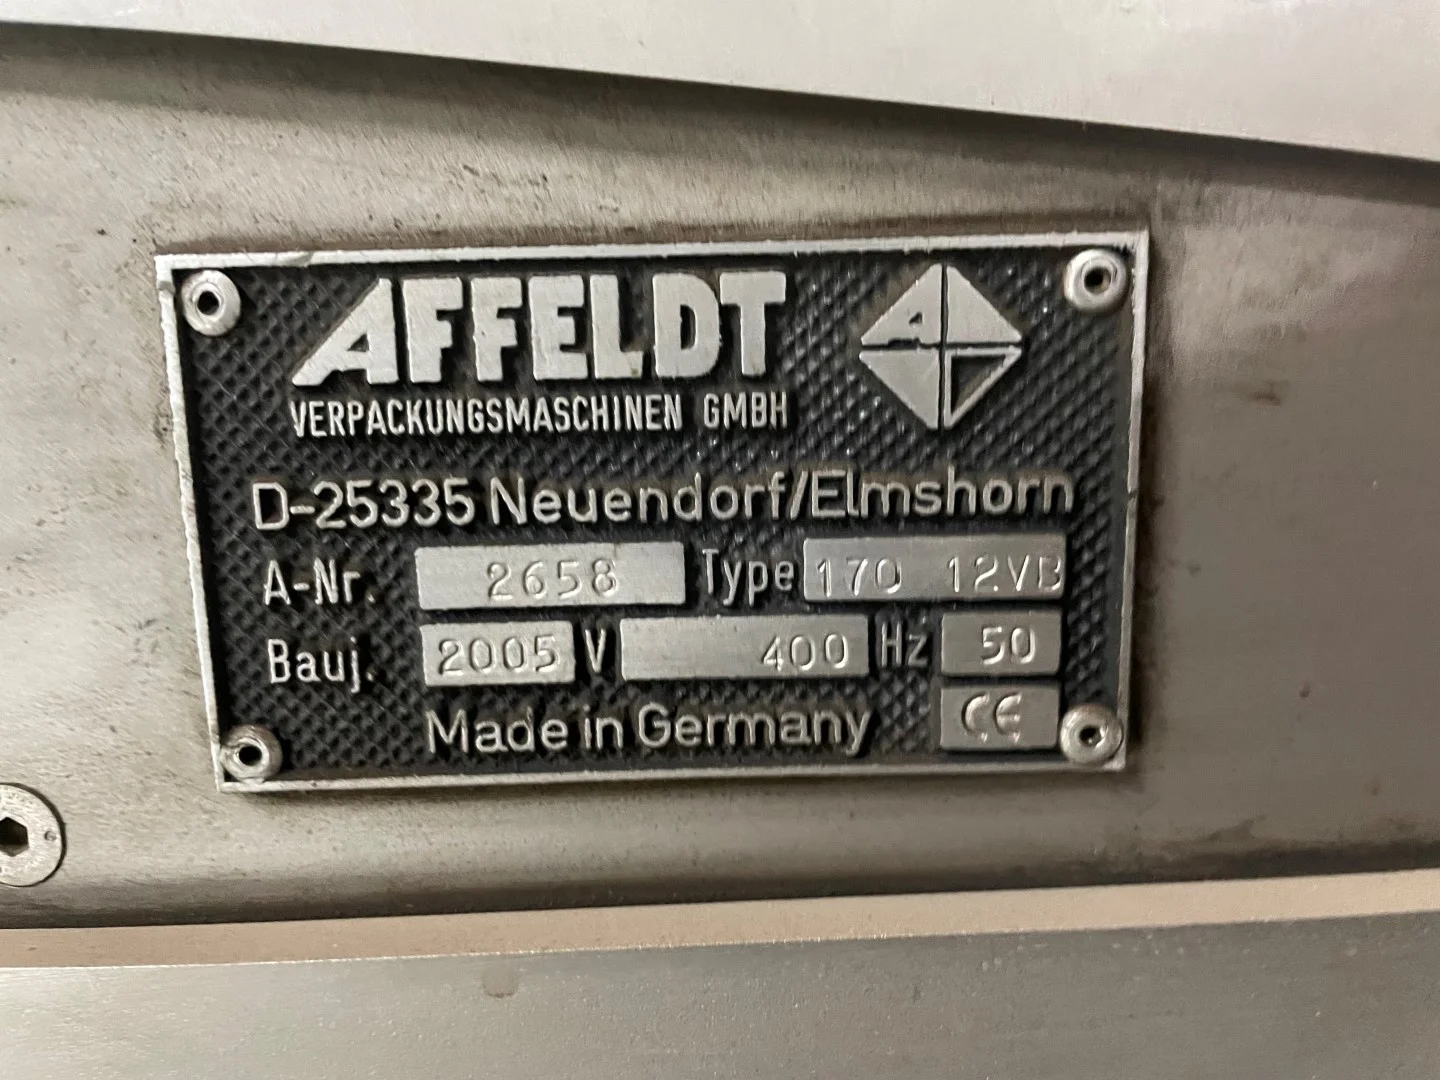 AFFELDT
VERPACKUNGSMASCHINEN GMBH
D-25335 Neuendorf/Elmshorn
A-Nr. 2658 Type 170 12VB
Bauj. 2005 V 400 Hz 50
Made in Germany CE